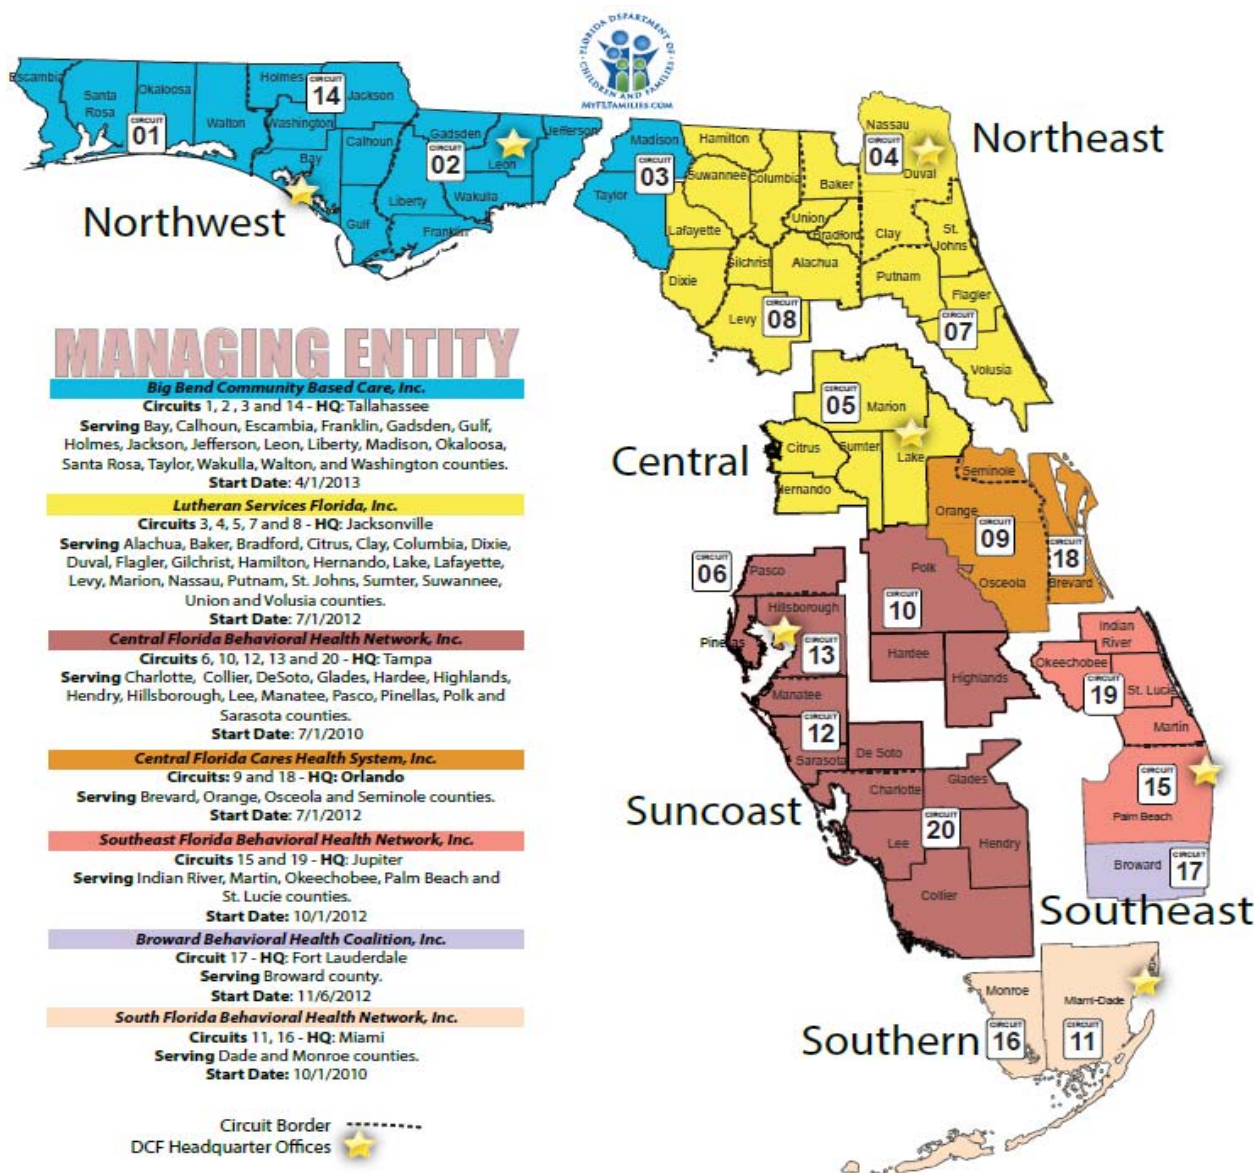 FLORIDA DEPARTMENT OF
CHILDREN AND FAMILIES
MYFLFAMILIES.COM
Escambia
Santa
Rosa
Okaloosa
Walton
CIRCUIT
01
Holmes
CIRCUIT
14
Jackson
Washington
Bay
Calhoun
Gulf
Gadsden
CIRCUIT
02
Leon
Jefferson
Liberty
Wakulla
Franklin
Northwest
Madison
CIRCUIT
03
Taylor
Hamilton
Suwannee
Columbia
Lafayette
Dixie
Nassau
CIRCUIT
04
Duval
Northeast
Baker
Union
Bradford
Clay
St.
Johns
Gilchrist
Alachua
Putnam
Flagler
Levy
CIRCUIT
08
CIRCUIT
07
Volusia
CIRCUIT
05
Marion
Citrus
Sumter
Lake
Hernando
Central
Seminole
Orange
CIRCUIT
09
Osceola
CIRCUIT
18
Brevard
CIRCUIT
06
Pasco
Pinellas
Hillsborough
CIRCUIT
13
Polk
CIRCUIT
10
Hardee
Highlands
Manatee
CIRCUIT
12
Sarasota
De Soto
Charlotte
Glades
Lee
CIRCUIT
20
Hendry
Collier
Suncoast
Indian
River
Okeechobee
CIRCUIT
19
St. Lucie
Martin
CIRCUIT
15
Palm Beach
Broward
CIRCUIT
17
Southeast
Monroe
CIRCUIT
16
Miami-Dade
CIRCUIT
11
Southern
MANAGING ENTITY
Big Bend Community Based Care, Inc.
Circuits 1, 2 , 3 and 14 - HQ: Tallahassee
Serving Bay, Calhoun, Escambia, Franklin, Gadsden, Gulf,
Holmes, Jackson, Jefferson, Leon, Liberty, Madison, Okaloosa,
Santa Rosa, Taylor, Wakulla, Walton, and Washington counties.
Start Date: 4/1/2013
Lutheran Services Florida, Inc.
Circuits 3, 4, 5, 7 and 8 - HQ: Jacksonville
Serving Alachua, Baker, Bradford, Citrus, Clay, Columbia, Dixie,
Duval, Flagler, Gilchrist, Hamilton, Hernando, Lake, Lafayette,
Levy, Marion, Nassau, Putnam, St. Johns, Sumter, Suwannee,
Union and Volusia counties.
Start Date: 7/1/2012
Central Florida Behavioral Health Network, Inc.
Circuits 6, 10, 12, 13 and 20 - HQ: Tampa
Serving Charlotte, Collier, DeSoto, Glades, Hardee, Highlands,
Hendry, Hillsborough, Lee, Manatee, Pasco, Pinellas, Polk and
Sarasota counties.
Start Date: 7/1/2010
Central Florida Cares Health System, Inc.
Circuits: 9 and 18 - HQ: Orlando
Serving Brevard, Orange, Osceola and Seminole counties.
Start Date: 7/1/2012
Southeast Florida Behavioral Health Network, Inc.
Circuits 15 and 19 - HQ: Jupiter
Serving Indian River, Martin, Okeechobee, Palm Beach and
St. Lucie counties.
Start Date: 10/1/2012
Broward Behavioral Health Coalition, Inc.
Circuit 17 - HQ: Fort Lauderdale
Serving Broward county.
Start Date: 11/6/2012
South Florida Behavioral Health Network, Inc.
Circuits 11, 16 - HQ: Miami
Serving Dade and Monroe counties.
Start Date: 10/1/2010
Circuit Border
DCF Headquarter Offices